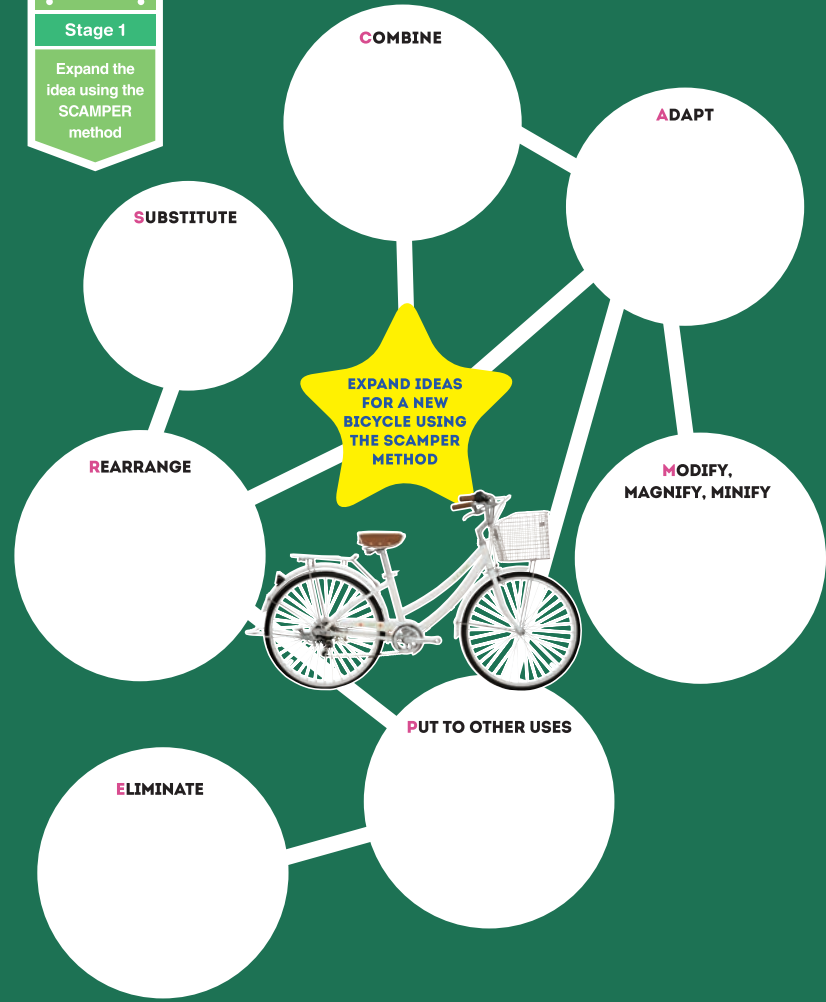 Stage 1
Expand the
idea using the
SCAMPER
method
COMBINE
ADAPT
SUBSTITUTE
EXPAND IDEAS
FOR A NEW
BICYCLE USING
THE SCAMPER
METHOD
REARRANGE
MODIFY,
MAGNIFY, MINIFY
PUT TO OTHER USES
ELIMINATE